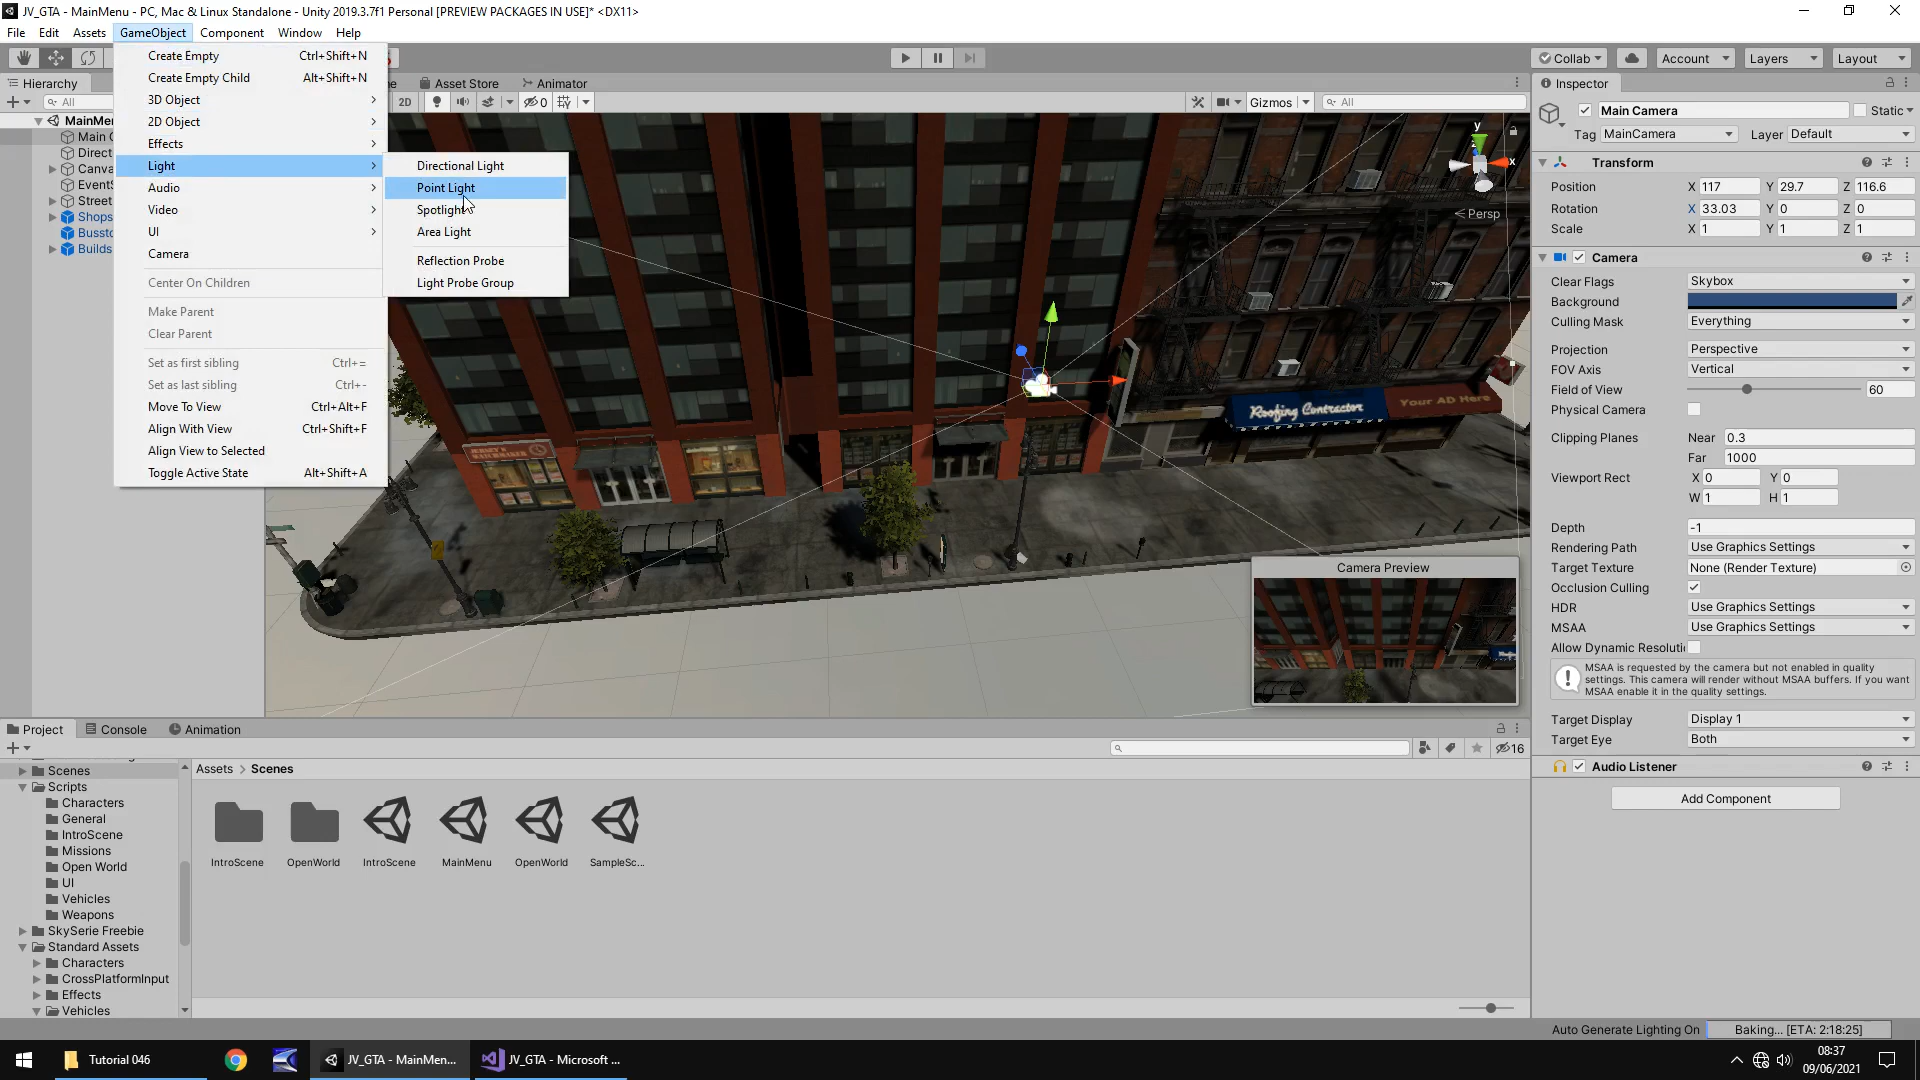 JV_GTA - MainMenu - PC, Mac & Linux Standalone - Unity 2019.3.7f1 Personal [PREVIEW PACKAGES IN USE]* <DX11>
File Edit Assets GameObject Component Window Help
Collab Account Layers Layout
Create Empty Ctrl+Shift+N
Create Empty Child Alt+Shift+N
3D Object
2D Object
Effects
Light
Audio
Video
UI
Camera
Center On Children
Make Parent
Clear Parent
Set as first sibling Ctrl+=
Set as last sibling Ctrl+-
Move To View Ctrl+Alt+F
Align With View Ctrl+Shift+F
Align View to Selected
Toggle Active State Alt+Shift+A
Directional Light
Point Light
Spotlight
Area Light
Reflection Probe
Light Probe Group
Hierarchy
All
MainMen
Main C
Direct
Canva
EventS
Street
Shops
Bussto
Builds
Asset Store Animator
2D 0 Gizmos All
y
x
Persp
Roofing Contractor
Your AD Here
Camera Preview
Inspector
Main Camera Static
Tag MainCamera Layer Default
Transform
Position X 117 Y 29.7 Z 116.6
Rotation X 33.03 Y 0 Z 0
Scale X 1 Y 1 Z 1
Camera
Clear Flags Skybox
Background
Culling Mask Everything
Projection Perspective
FOV Axis Vertical
Field of View 60
Physical Camera
Clipping Planes Near 0.3
Far 1000
Viewport Rect X 0 Y 0
W 1 H 1
Depth -1
Rendering Path Use Graphics Settings
Target Texture None (Render Texture)
Occlusion Culling
HDR Use Graphics Settings
MSAA Use Graphics Settings
Allow Dynamic Resoluti
MSAA is requested by the camera but not enabled in quality
settings. This camera will render without MSAA buffers. If you want
MSAA enable it in the quality settings.
Target Display Display 1
Target Eye Both
Audio Listener
Add Component
Project Console Animation
16
Scenes
Scripts
Characters
General
IntroScene
Missions
Open World
UI
Vehicles
Weapons
SkySerie Freebie
Standard Assets
Characters
CrossPlatformInput
Effects
Vehicles
Assets > Scenes
IntroScene OpenWorld IntroScene MainMenu OpenWorld SampleSc...
Auto Generate Lighting On Baking... [ETA: 2:18:25]
Tutorial 046 JV_GTA - MainMen... JV_GTA - Microsoft ...
08:37
09/06/2021